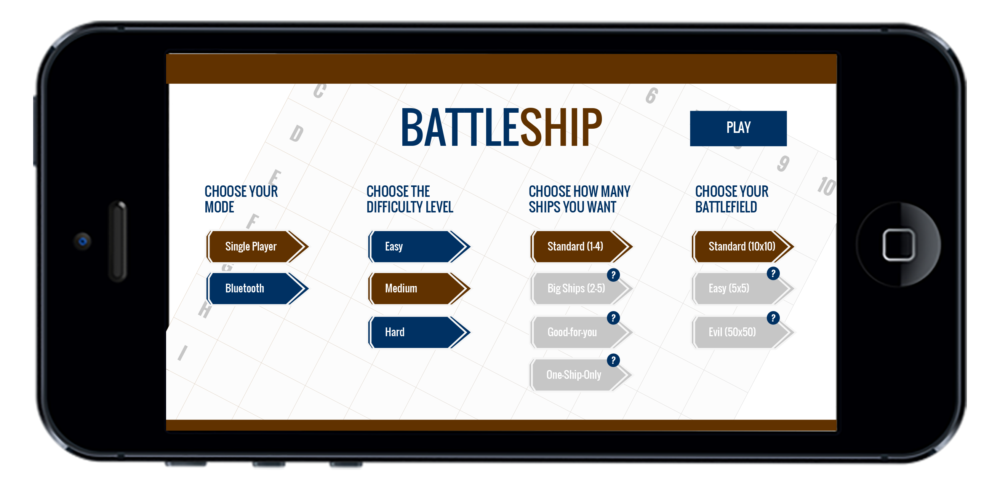 C
6
BATTLESHIP
PLAY
D
9
E
10
CHOOSE YOUR
MODE
CHOOSE THE
DIFFICULTY LEVEL
CHOOSE HOW MANY
SHIPS YOU WANT
CHOOSE YOUR
BATTLEFIELD
F
Single Player
Easy
Standard (1-4)
Standard (10x10)
G
Bluetooth
Medium
Big Ships (2-5)
?
Easy (5x5)
?
H
Hard
Good-for-you
?
Evil (50x50)
?
I
One-Ship-Only
?